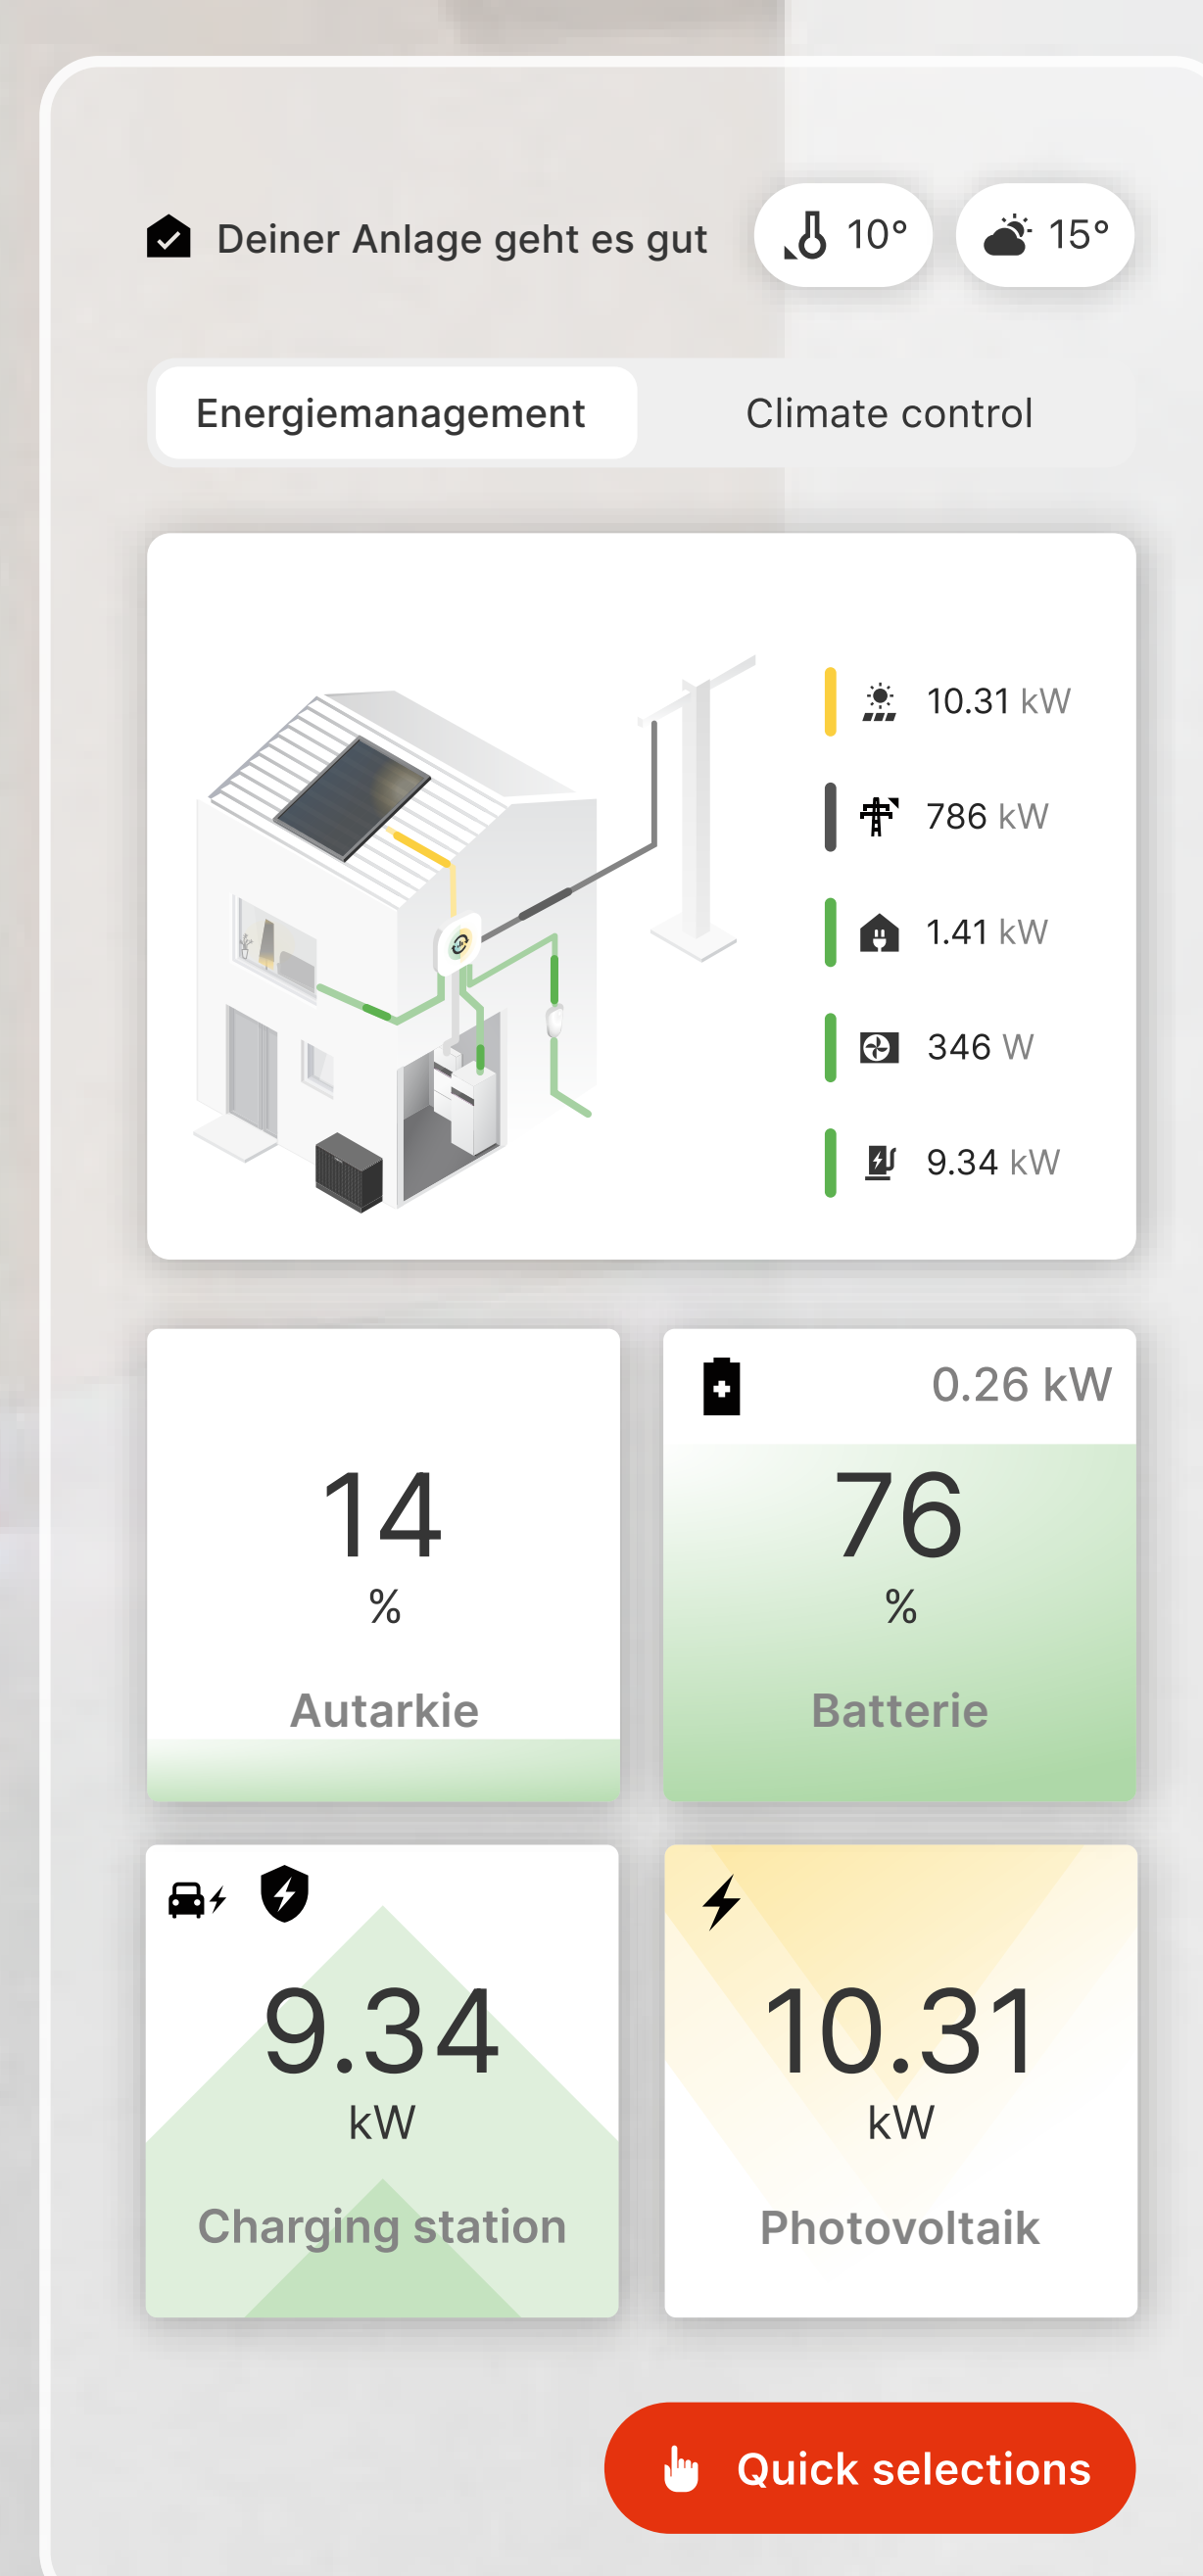 Deiner Anlage geht es gut
10°
15°
Energiemanagement
Climate control
10.31 kW
786 kW
1.41 kW
346 W
9.34 kW
14
%
Autarkie
0.26 kW
76
%
Batterie
9.34
kW
Charging station
10.31
kW
Photovoltaik
Quick selections